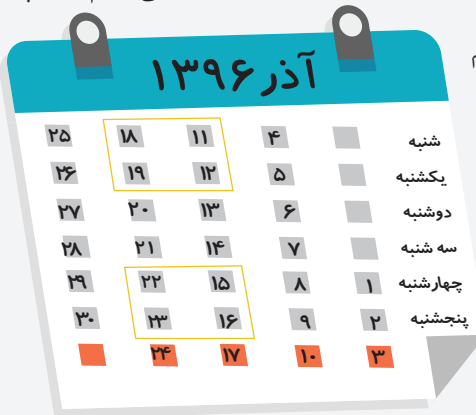 آذر ۱۳۹۶
شنبه ۴ ۱۱ ۱۸ ۲۵
یکشنبه ۵ ۱۲ ۱۹ ۲۶
دوشنبه ۶ ۱۳ ۲۰ ۲۷
سه شنبه ۷ ۱۴ ۲۱ ۲۸
چهارشنبه ۱ ۸ ۱۵ ۲۲ ۲۹
پنجشنبه ۲ ۹ ۱۶ ۲۳ ۳۰
۳ ۱۰ ۱۷ ۲۴